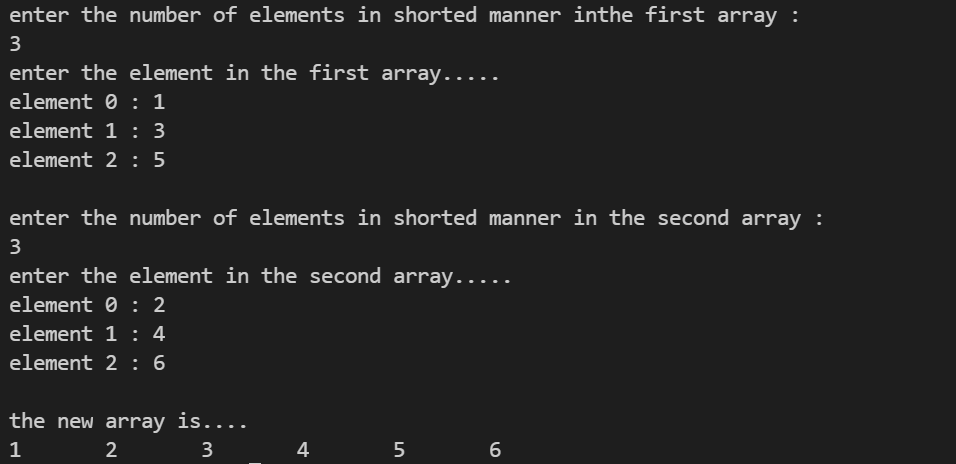 enter the number of elements in shorted manner inthe first array :
3
enter the element in the first array.....
element 0 : 1
element 1 : 3
element 2 : 5
enter the number of elements in shorted manner in the second array :
3
enter the element in the second array.....
element 0 : 2
element 1 : 4
element 2 : 6
the new array is....
1 2 3 4 5 6